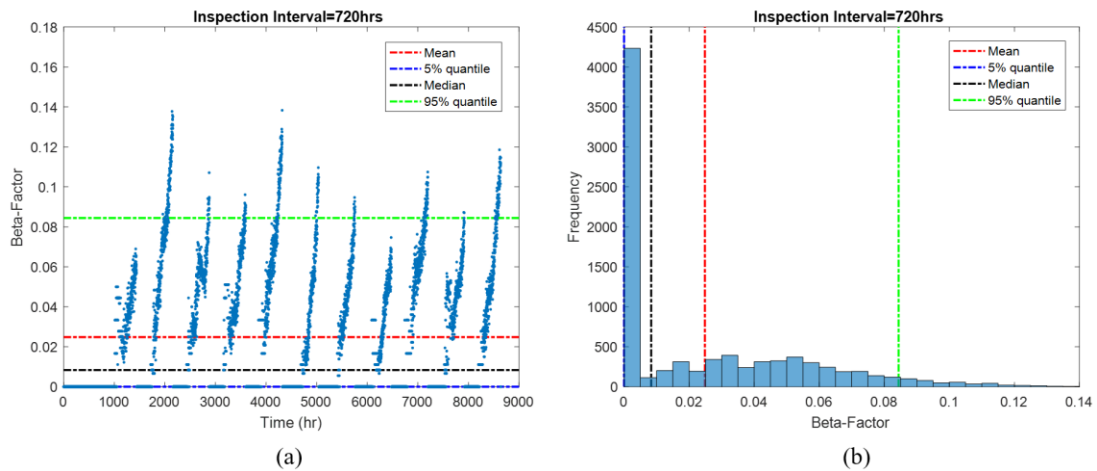 Inspection Interval=720hrs
0.18
0.16
0.14
0.12
0.1
0.08
0.06
0.04
0.02
0
Beta-Factor
Mean
5% quantile
Median
95% quantile
0 1000 2000 3000 4000 5000 6000 7000 8000 9000
Time (hr)
(a)
Inspection Interval=720hrs
4500
4000
3500
3000
2500
2000
1500
1000
500
0
Frequency
Mean
5% quantile
Median
95% quantile
0 0.02 0.04 0.06 0.08 0.1 0.12 0.14
Beta-Factor
(b)